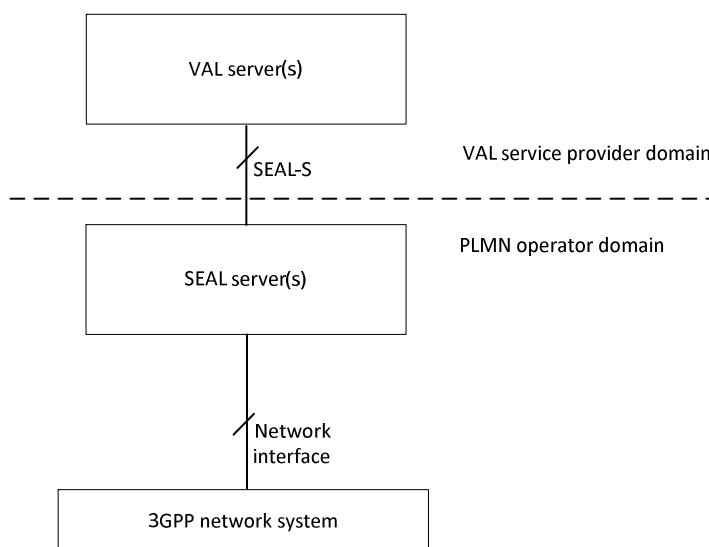 VAL server(s)
VAL service provider domain
SEAL-S
PLMN operator domain
SEAL server(s)
Network
interface
3GPP network system